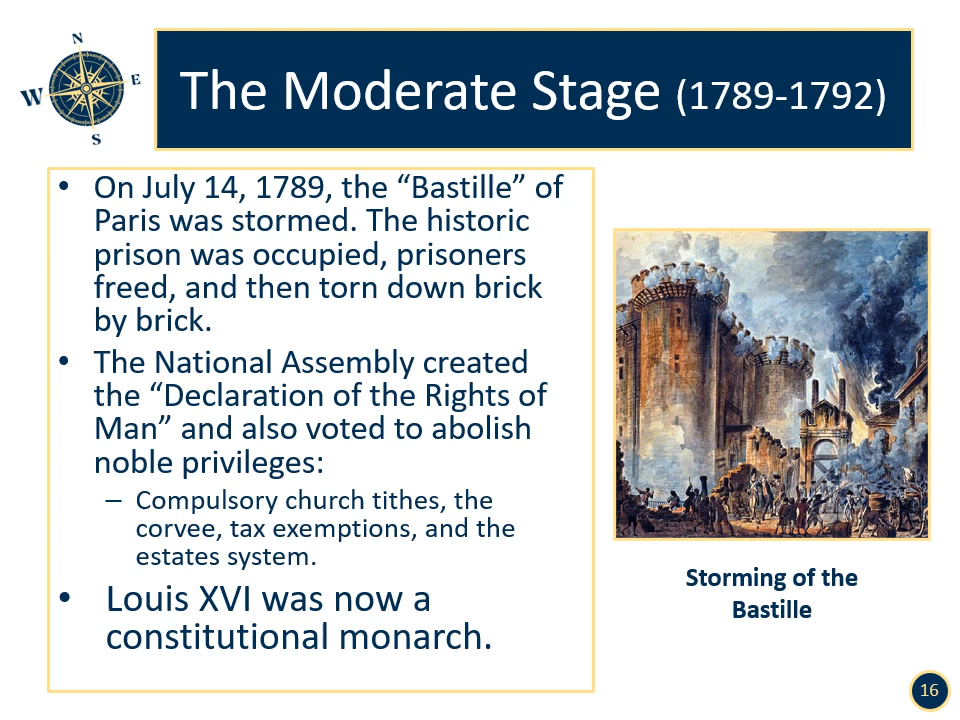 N
W
E
S
The Moderate Stage (1789-1792)
• On July 14, 1789, the “Bastille” of
Paris was stormed. The historic
prison was occupied, prisoners
freed, and then torn down brick
by brick.
• The National Assembly created
the “Declaration of the Rights of
Man” and also voted to abolish
noble privileges:
– Compulsory church tithes, the
corvee, tax exemptions, and the
estates system.
• Louis XVI was now a
constitutional monarch.
Storming of the
Bastille
16